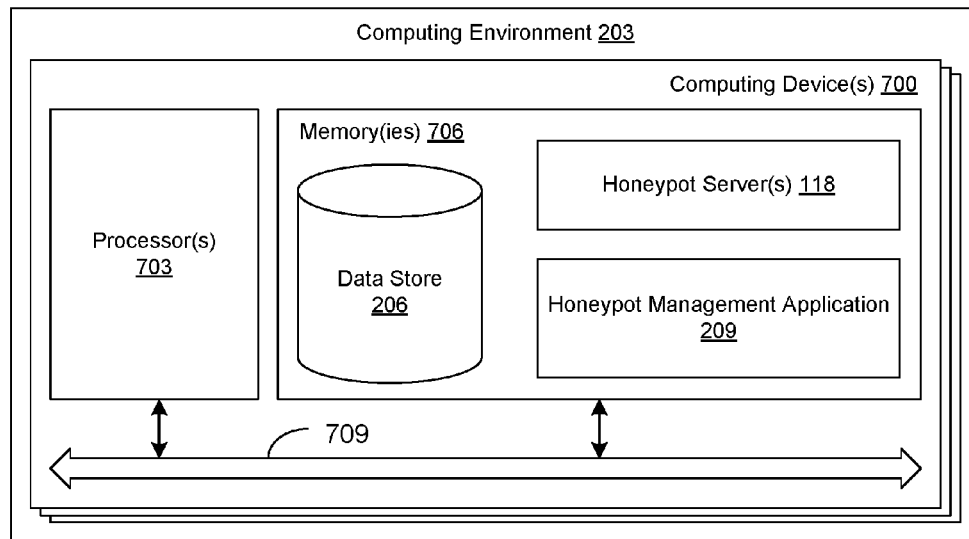 Computing Environment 203
Computing Device(s) 700
Memory(ies) 706
Honeypot Server(s) 118
Processor(s)
703
Data Store
206
Honeypot Management Application
209
709